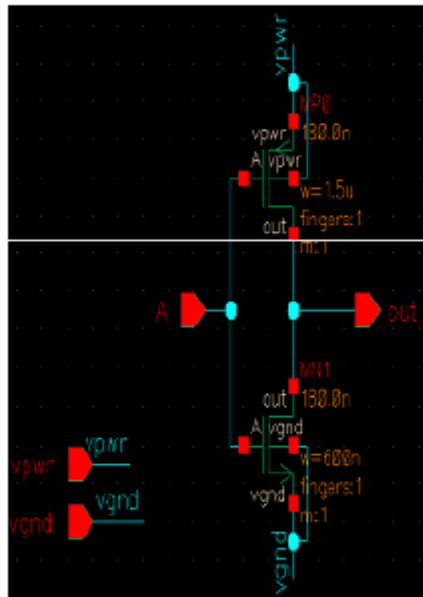 vpwr
MP0
vpwr
130.0n
A
vpwr
w=1.5u
out
fingers:1
m:1
A
out
MN1
out
130.0n
A
vgnd
w=600n
vgnd
fingers:1
m:1
vpwr
vpwr
vgnd
vgnd
vgnd